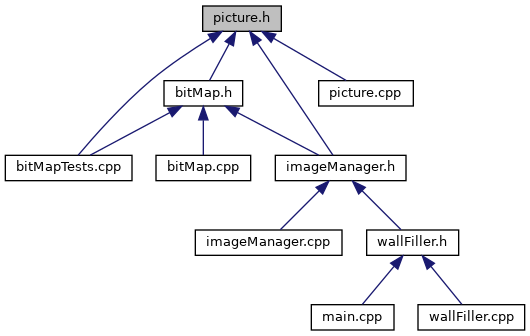 picture.h
bitMap.h
picture.cpp
bitMapTests.cpp
bitMap.cpp
imageManager.h
imageManager.cpp
wallFiller.h
main.cpp
wallFiller.cpp